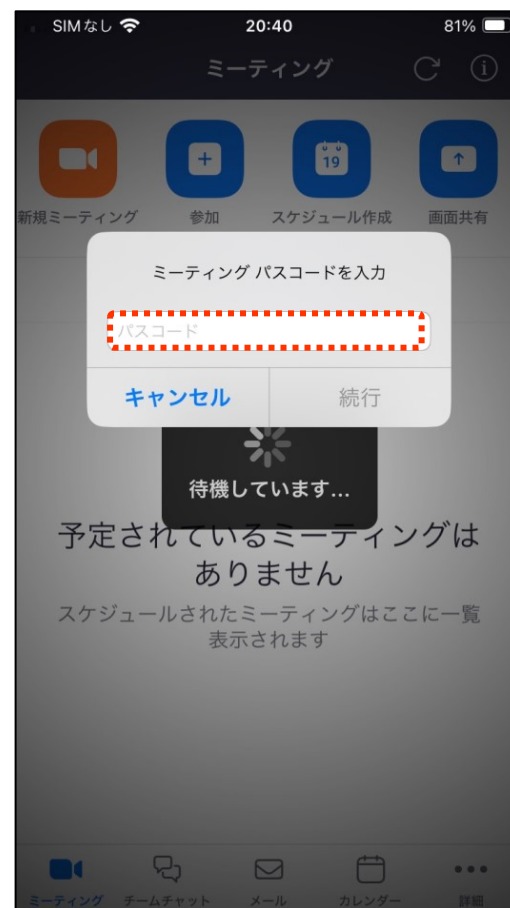 SIMなし 20:40 81%
ミーティング
19
新規ミーティング 参加 スケジュール作成 画面共有
ミーティング パスコードを入力
パスコード
キャンセル 続行
待機しています...
予定されているミーティングは
ありません
スケジュールされたミーティングはここに一覧
表示されます
ミーティング チームチャット メール カレンダー 詳細